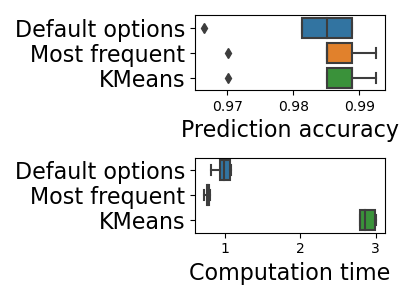 Default options
Most frequent
KMeans
0.97 0.98 0.99
Prediction accuracy
Default options
Most frequent
KMeans
1 2 3
Computation time